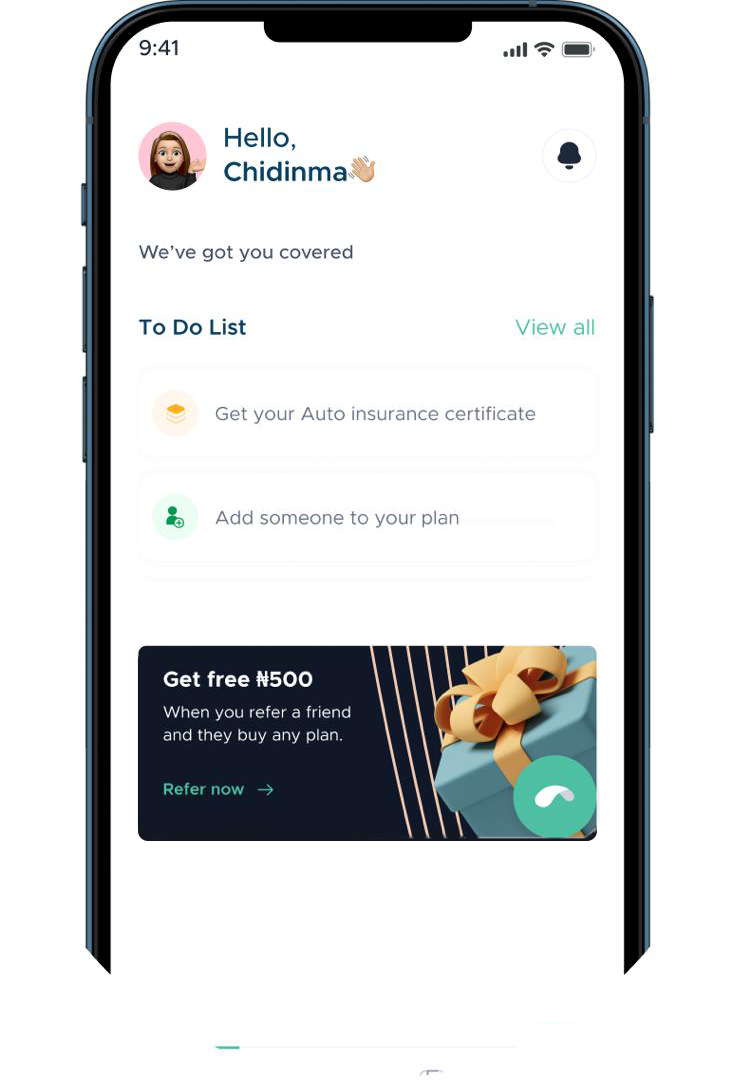 9:41
Hello,
Chidinma👋🏼
We’ve got you covered
To Do List
View all
Get your Auto insurance certificate
Add someone to your plan
Get free ₦500
When you refer a friend
and they buy any plan.
Refer now →